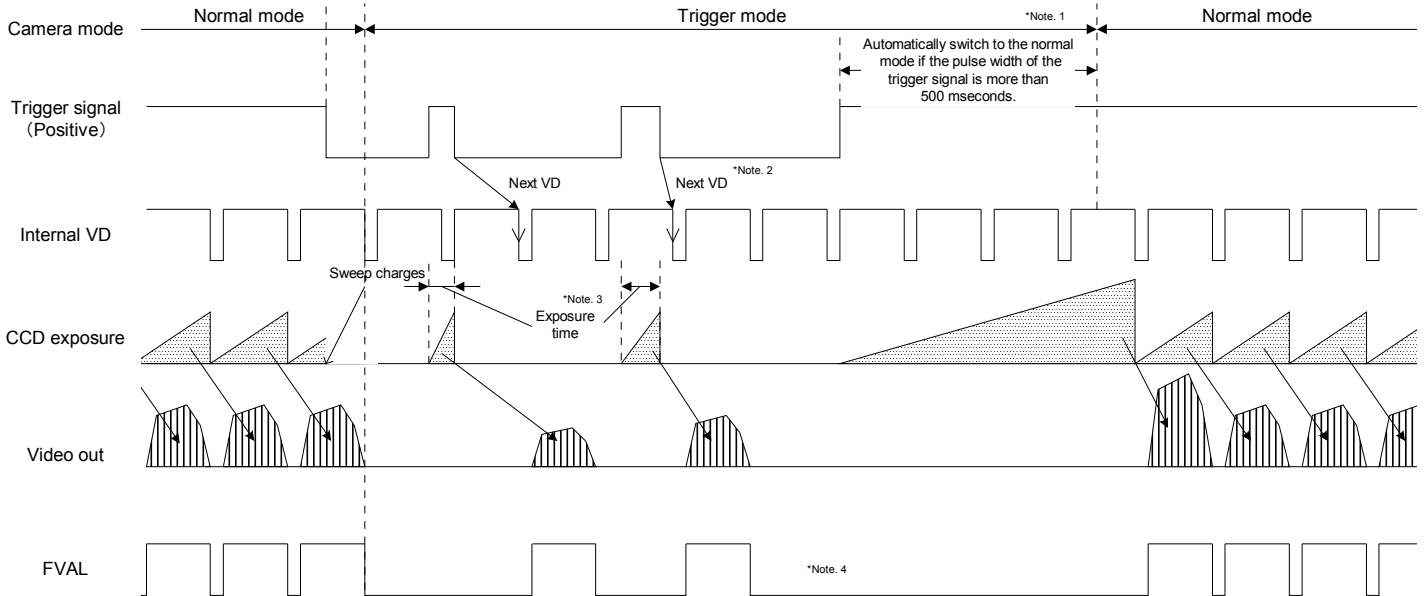 Normal mode
Trigger mode
*Note. 1
Normal mode
Camera mode
Automatically switch to the normal
mode if the pulse width of the
trigger signal is more than
500 mseconds.
Trigger signal
（Positive）
*Note. 2
Next VD
Next VD
Internal VD
Sweep charges
*Note. 3
Exposure
time
CCD exposure
Video out
FVAL
*Note. 4